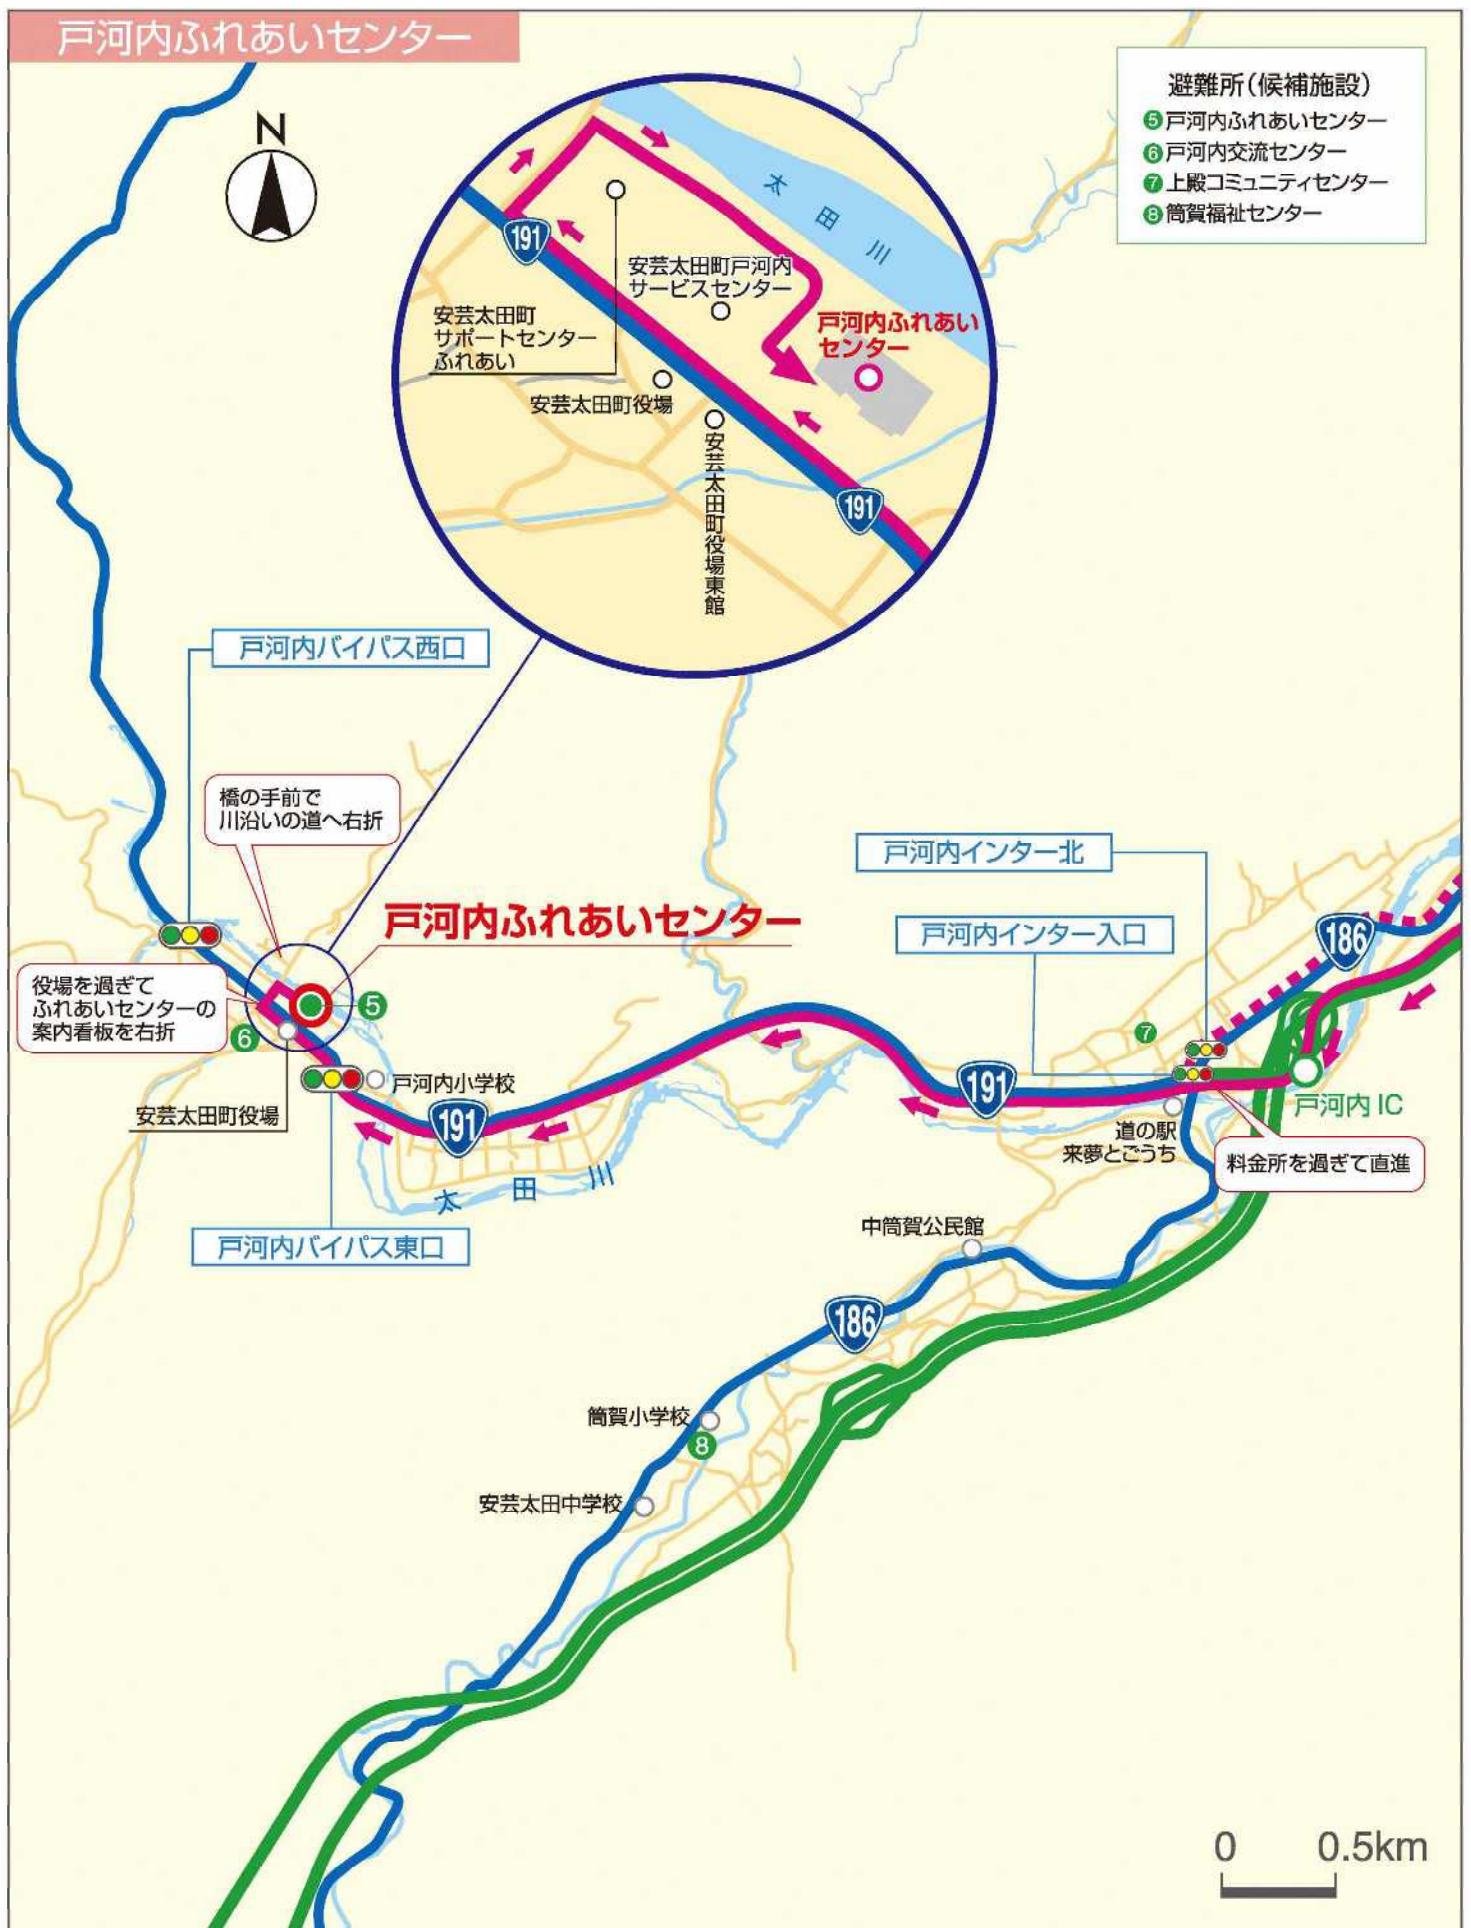 戸河内ふれあいセンター
N
避難所(候補施設)
5 戸河内ふれあいセンター
6 戸河内交流センター
7 上殿コミュニティセンター
8 筒賀福祉センター
太田川
191
安芸太田町戸河内
サービスセンター
安芸太田町
サポートセンター
ふれあい
戸河内ふれあい
センター
安芸太田町役場
安芸太田町役場東館
191
戸河内バイパス西口
橋の手前で
川沿いの道へ右折
戸河内インター北
戸河内ふれあいセンター
戸河内インター入口
186
役場を過ぎて
ふれあいセンターの
案内看板を右折
5
6
7
戸河内小学校
191
191
安芸太田町役場
戸河内IC
道の駅
来夢とごうち
料金所を過ぎて直進
太田川
戸河内バイパス東口
中筒賀公民館
186
筒賀小学校
8
安芸太田中学校
0 0.5km